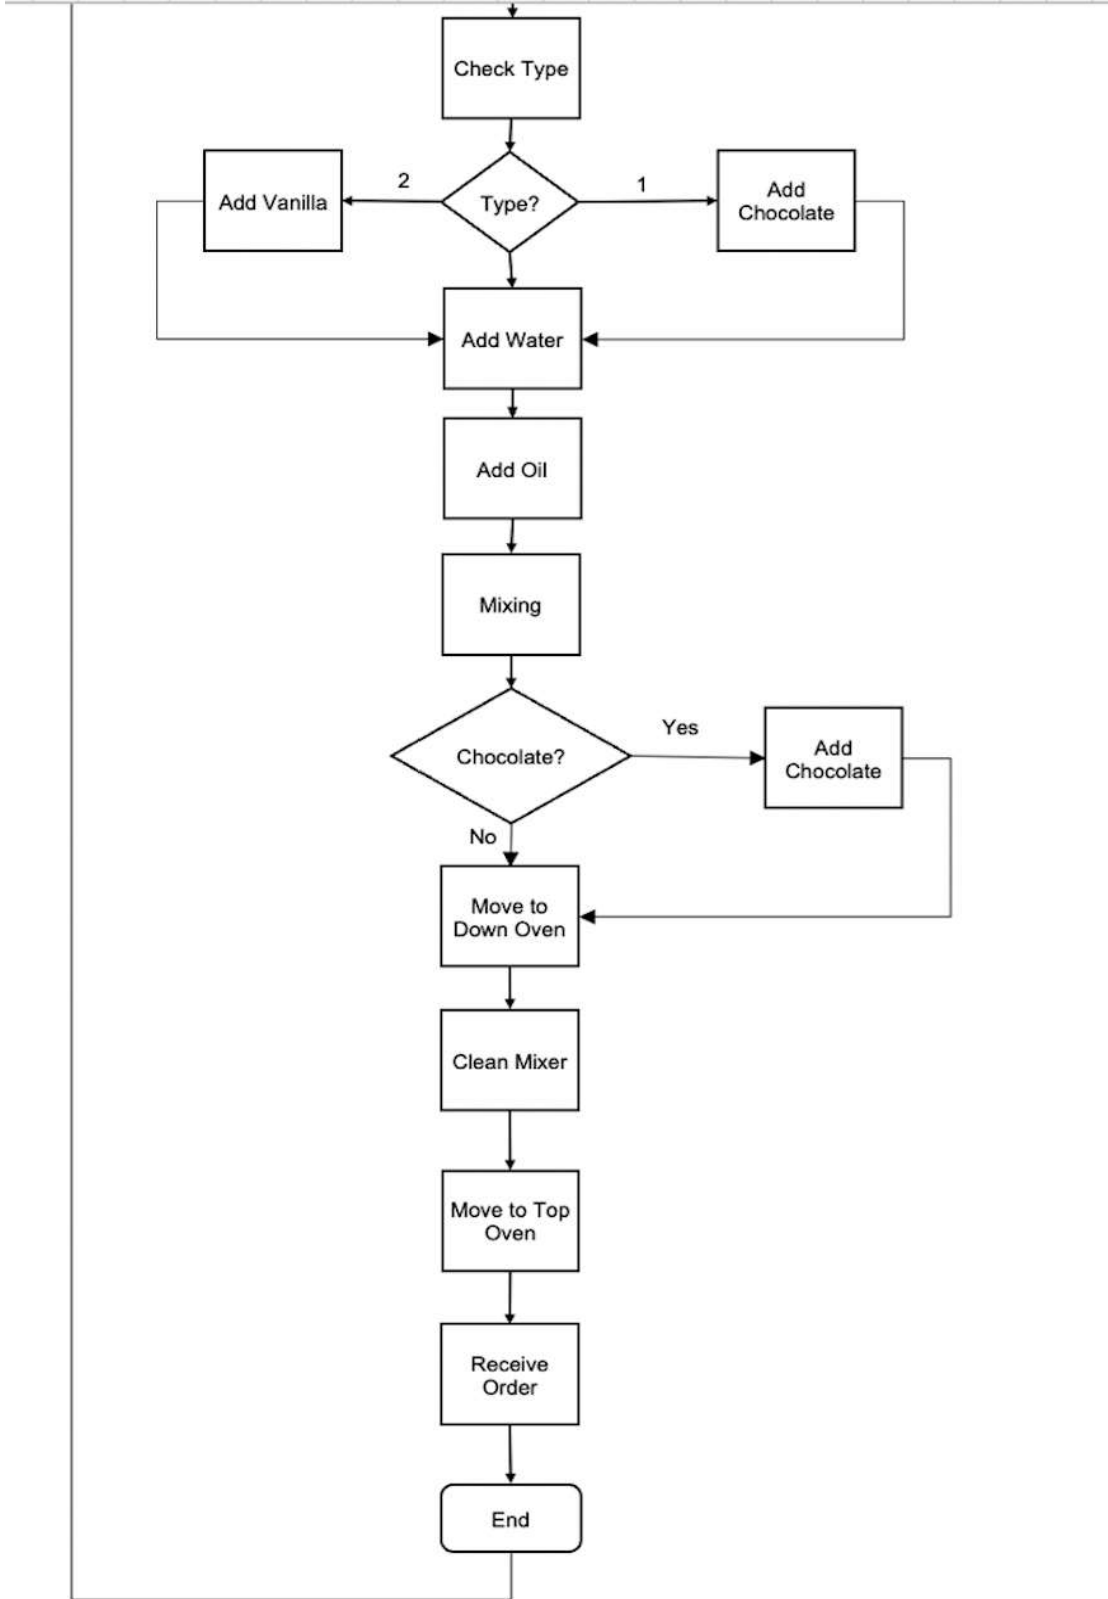 Check Type
2
1
Add Vanilla
Type?
Add
Chocolate
Add Water
Add Oil
Mixing
Yes
Chocolate?
Add
Chocolate
No
Move to
Down Oven
Clean Mixer
Move to Top
Oven
Receive
Order
End